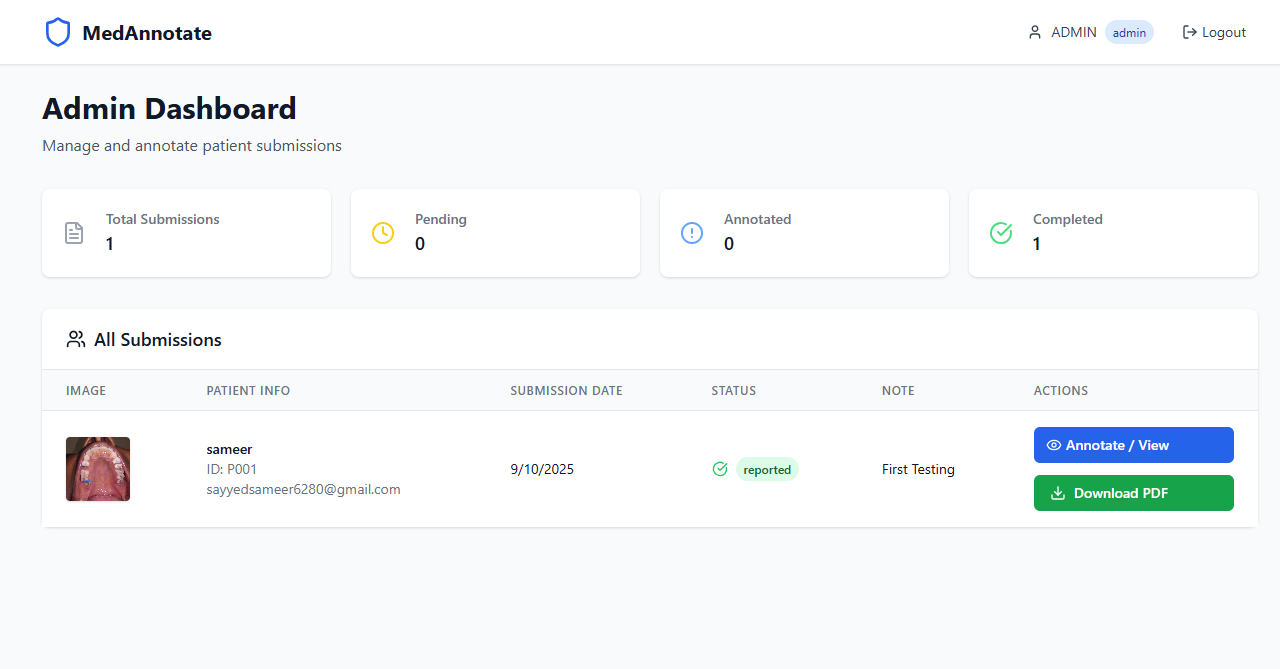 MedAnnotate
ADMIN admin Logout
Admin Dashboard
Manage and annotate patient submissions
Total Submissions
1
Pending
0
Annotated
0
Completed
1
All Submissions
IMAGE PATIENT INFO SUBMISSION DATE STATUS NOTE ACTIONS
sameer
ID: P001
sayyedsameer6280@gmail.com
9/10/2025
reported
First Testing
Annotate / View
Download PDF